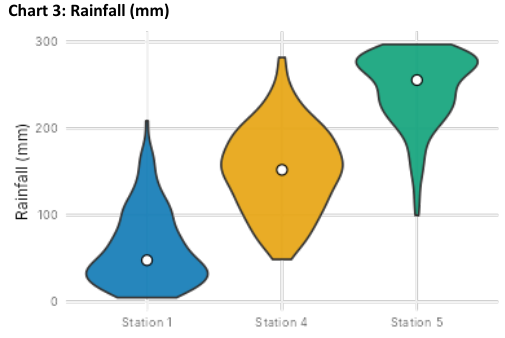 Chart 3: Rainfall (mm)
300
200
100
0
Rainfall (mm)
Station 1
Station 4
Station 5